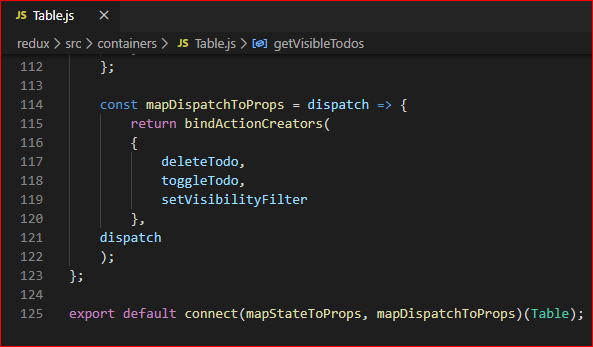 JS Table.js ×
redux > src > containers > JS Table.js > getVisibleTodos
112 };
113
114 const mapDispatchToProps = dispatch => {
115 return bindActionCreators(
116 {
117 deleteTodo,
118 toggleTodo,
119 setVisibilityFilter
120 },
121 dispatch
122 );
123 };
124
125 export default connect(mapStateToProps, mapDispatchToProps)(Table);